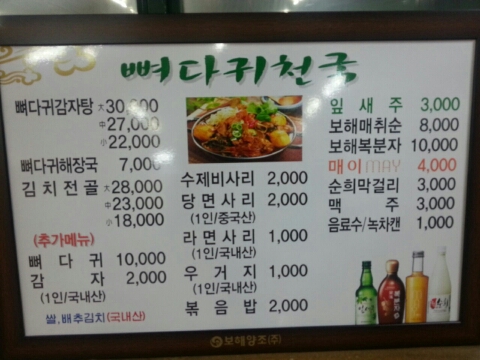 뼈다귀천국
뼈다귀감자탕 大 30,000
中 27,000
小 22,000
뼈다귀해장국 7,000
김치전골 大 28,000
中 23,000
小 18,000
(추가메뉴)
뼈다귀 10,000
감자 2,000
(1인/국내산)
쌀,배추김치(국내산)
수제비사리 2,000
당면사리 2,000
(1인/중국산)
라면사리 1,000
(1인/국내산)
우거지 1,000
(1인/국내산)
볶음밥 2,000
잎새주 3,000
보해매취순 8,000
보해복분자 10,000
매이MAY 4,000
순희막걸리 3,000
맥주 3,000
음료수/녹차캔 1,000
보해양조(주)